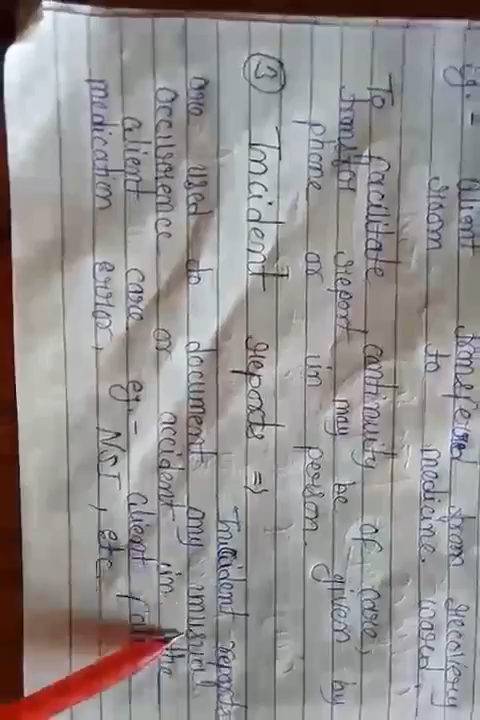 eg. - client transfered from recovery
room to medicine ward
To facilitate continuity of care,
transfer report may be given by
phone or in person.
③ Incident reports ⇒ Incident reports
are used to document any unusual
occurrence or accident in the
client care eg. - client fall
medication error, NSI, etc